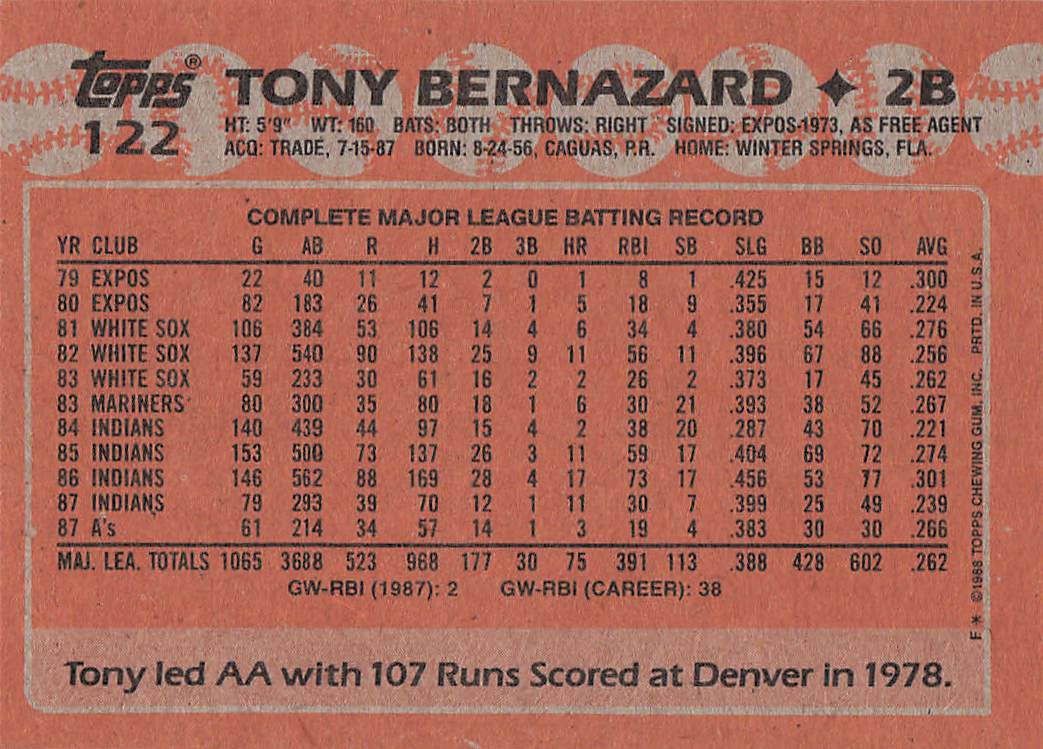 topps® TONY BERNAZARD ✦ 2B
122 HT: 5'9" WT: 160 BATS: BOTH THROWS: RIGHT SIGNED: EXPOS-1973, AS FREE AGENT
ACQ: TRADE, 7-15-87 BORN: 8-24-56, CAGUAS, P.R. HOME: WINTER SPRINGS, FLA.
COMPLETE MAJOR LEAGUE BATTING RECORD
YR CLUB G AB R H 2B 3B HR RBI SB SLG BB SO AVG
79 EXPOS 22 40 11 12 2 0 1 8 1 .425 15 12 .300
80 EXPOS 82 183 26 41 7 1 5 18 9 .355 17 41 .224
81 WHITE SOX 106 384 53 106 14 4 6 34 4 .380 54 66 .276
82 WHITE SOX 137 540 90 138 25 9 11 56 11 .396 67 88 .256
83 WHITE SOX 59 233 30 61 16 2 2 26 2 .373 17 45 .262
83 MARINERS 80 300 35 80 18 1 6 30 21 .393 38 52 .267
84 INDIANS 140 439 44 97 15 4 2 38 20 .287 43 70 .221
85 INDIANS 153 500 73 137 26 3 11 59 17 .404 69 72 .274
86 INDIANS 146 562 88 169 28 4 17 73 17 .456 53 77 .301
87 INDIANS 79 293 39 70 12 1 11 30 7 .399 25 49 .239
87 A's 61 214 34 57 14 1 3 19 4 .383 30 30 .266
MAJ. LEA. TOTALS 1065 3688 523 968 177 30 75 391 113 .388 428 602 .262
GW-RBI (1987): 2 GW-RBI (CAREER): 38
Tony led AA with 107 Runs Scored at Denver in 1978.
F * ©1988 TOPPS CHEWING GUM, INC. PRTD. IN U.S.A.